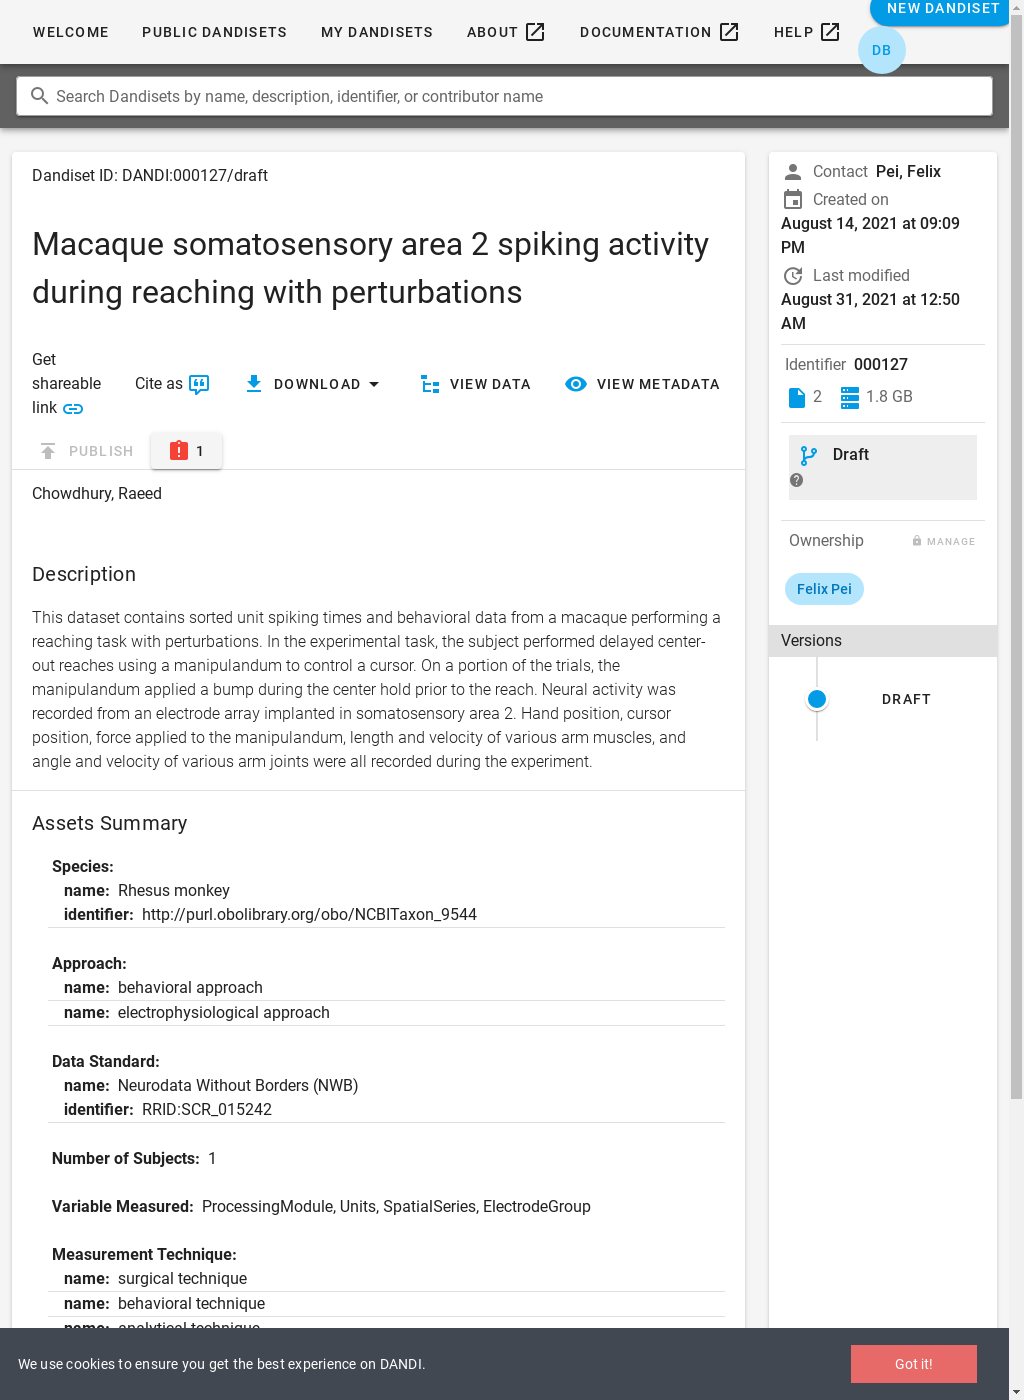 WELCOME PUBLIC DANDISETS MY DANDISETS ABOUT DOCUMENTATION HELP NEW DANDISET
DB
Search Dandisets by name, description, identifier, or contributor name
Dandiset ID: DANDI:000127/draft
Macaque somatosensory area 2 spiking activity
during reaching with perturbations
Get
shareable
link
Cite as
DOWNLOAD
VIEW DATA
VIEW METADATA
PUBLISH
1
Chowdhury, Raeed
Description
This dataset contains sorted unit spiking times and behavioral data from a macaque performing a
reaching task with perturbations. In the experimental task, the subject performed delayed center-
out reaches using a manipulandum to control a cursor. On a portion of the trials, the
manipulandum applied a bump during the center hold prior to the reach. Neural activity was
recorded from an electrode array implanted in somatosensory area 2. Hand position, cursor
position, force applied to the manipulandum, length and velocity of various arm muscles, and
angle and velocity of various arm joints were all recorded during the experiment.
Assets Summary
Species:
name: Rhesus monkey
identifier: http://purl.obolibrary.org/obo/NCBITaxon_9544
Approach:
name: behavioral approach
name: electrophysiological approach
Data Standard:
name: Neurodata Without Borders (NWB)
identifier: RRID:SCR_015242
Number of Subjects: 1
Variable Measured: ProcessingModule, Units, SpatialSeries, ElectrodeGroup
Measurement Technique:
name: surgical technique
name: behavioral technique
name: analytical technique
Contact Pei, Felix
Created on
August 14, 2021 at 09:09
PM
Last modified
August 31, 2021 at 12:50
AM
Identifier 000127
2 1.8 GB
Draft
Ownership MANAGE
Felix Pei
Versions
DRAFT
We use cookies to ensure you get the best experience on DANDI.
Got it!